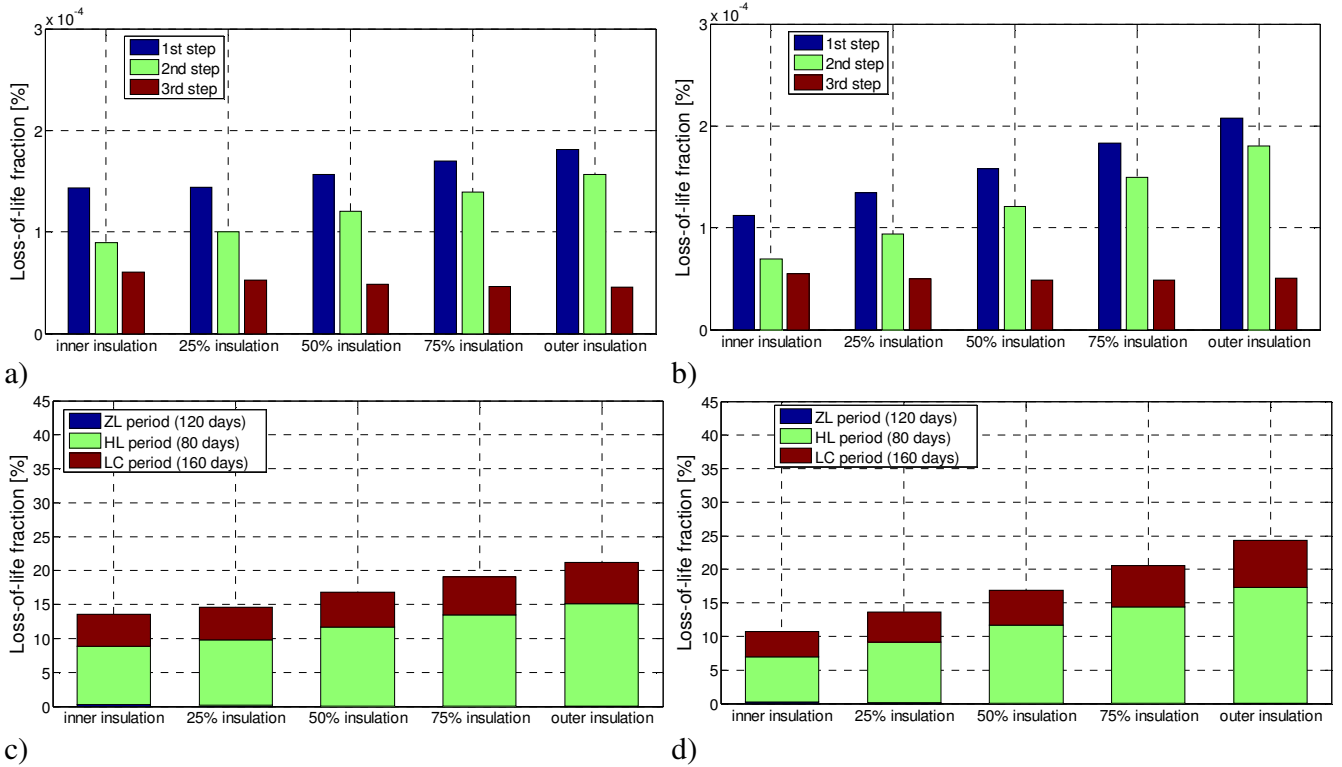 x 10-4
3
2
1
0
Loss-of-life fraction [%]
1st step
2nd step
3rd step
inner insulation 25% insulation 50% insulation 75% insulation outer insulation
a)
x 10-4
3
2
1
0
Loss-of-life fraction [%]
1st step
2nd step
3rd step
inner insulation 25% insulation 50% insulation 75% insulation outer insulation
b)
45
40
35
30
25
20
15
10
5
0
Loss-of-life fraction [%]
ZL period (120 days)
HL period (80 days)
LC period (160 days)
inner insulation 25% insulation 50% insulation 75% insulation outer insulation
c)
45
40
35
30
25
20
15
10
5
0
Loss-of-life fraction [%]
ZL period (120 days)
HL period (80 days)
LC period (160 days)
inner insulation 25% insulation 50% insulation 75% insulation outer insulation
d)